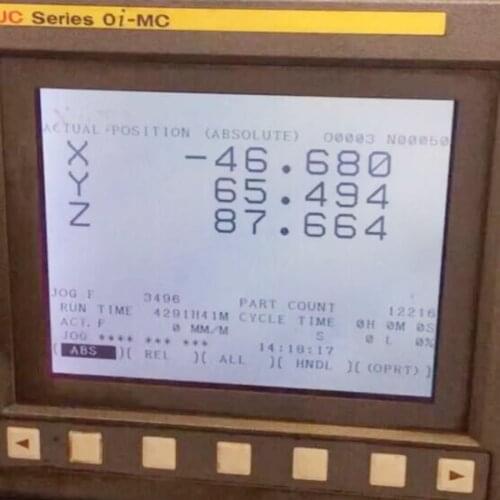 UC Series 0i-MC
ACTUAL POSITION (ABSOLUTE) O0003 N00050
X -46.680
Y 65.494
Z 87.664
JOG F 3496 PART COUNT 12216
RUN TIME 4291H41M CYCLE TIME 0H 0M 0S
ACT. F 0 MM/M S 0 L 0%
JOG **** *** *** 14:18:17
( ABS )( REL )( ALL )( HNDL )( (OPRT) )